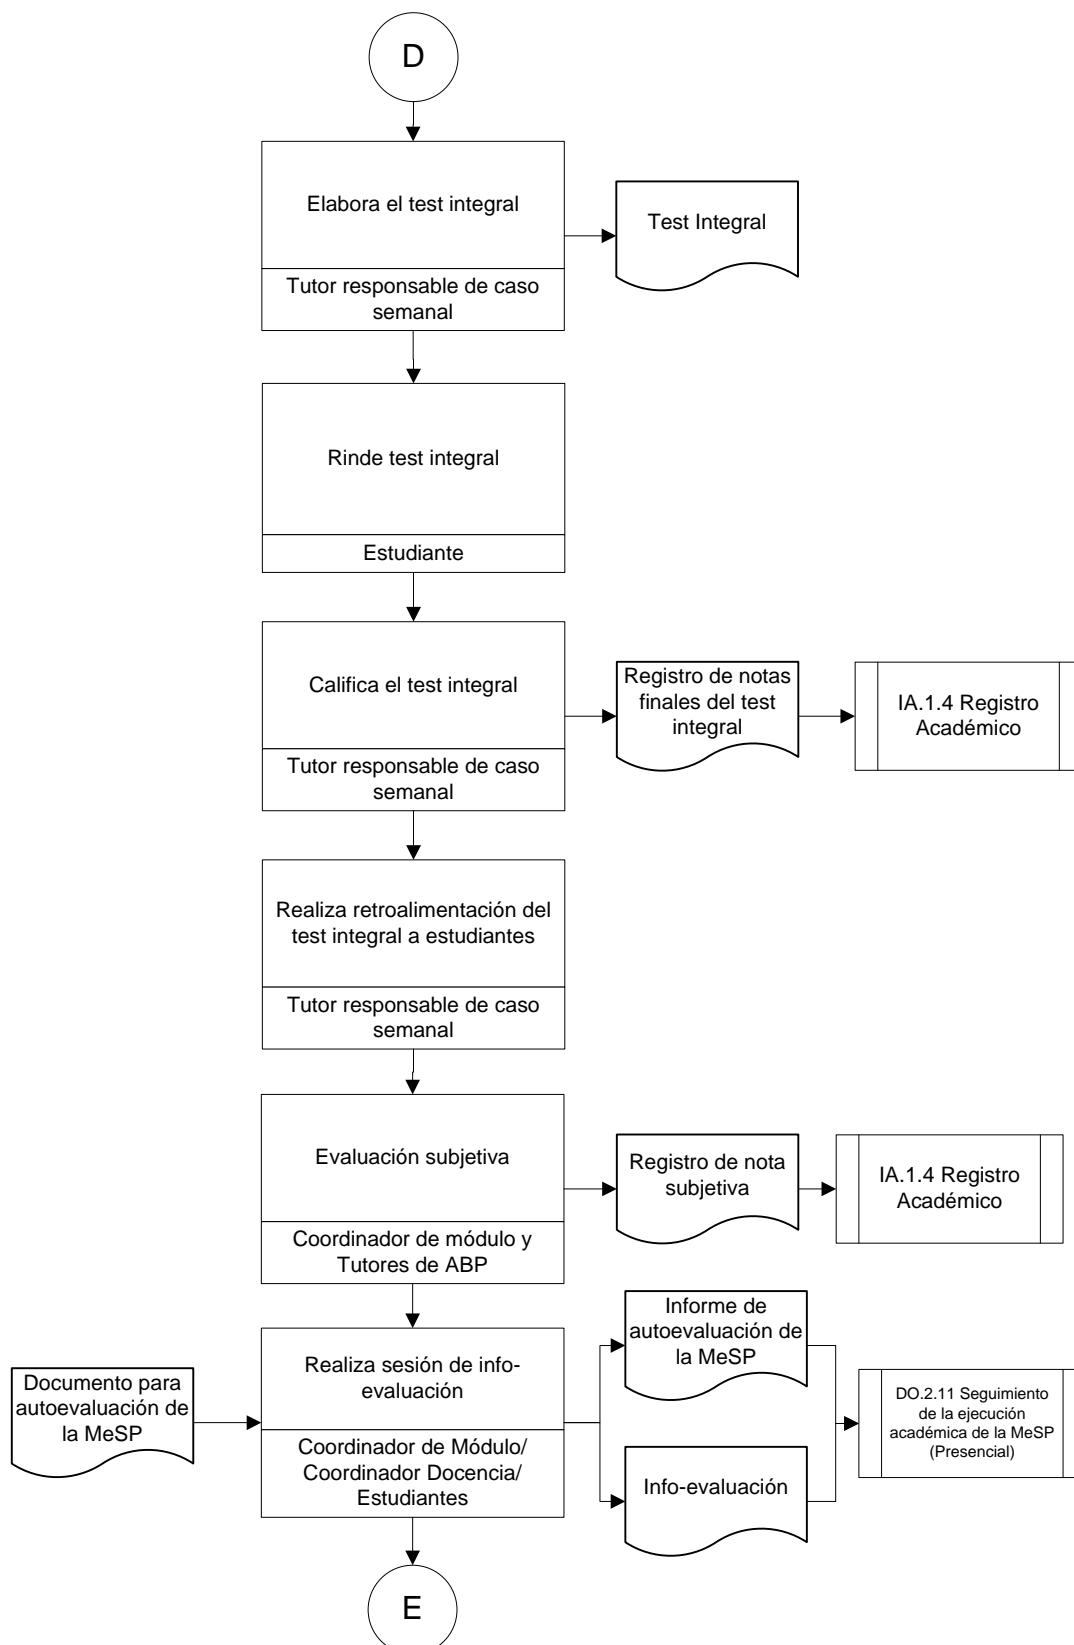 D
Elabora el test integral
Tutor responsable de caso
semanal
Test Integral
Rinde test integral
Estudiante
Califica el test integral
Tutor responsable de caso
semanal
Registro de notas
finales del test
integral
IA.1.4 Registro
Académico
Realiza retroalimentación del
test integral a estudiantes
Tutor responsable de caso
semanal
Evaluación subjetiva
Coordinador de módulo y
Tutores de ABP
Registro de nota
subjetiva
IA.1.4 Registro
Académico
Documento para
autoevaluación de
la MeSP
Realiza sesión de info-
evaluación
Coordinador de Módulo/
Coordinador Docencia/
Estudiantes
Informe de
autoevaluación de
la MeSP
Info-evaluación
DO.2.11 Seguimiento
de la ejecución
académica de la MeSP
(Presencial)
E